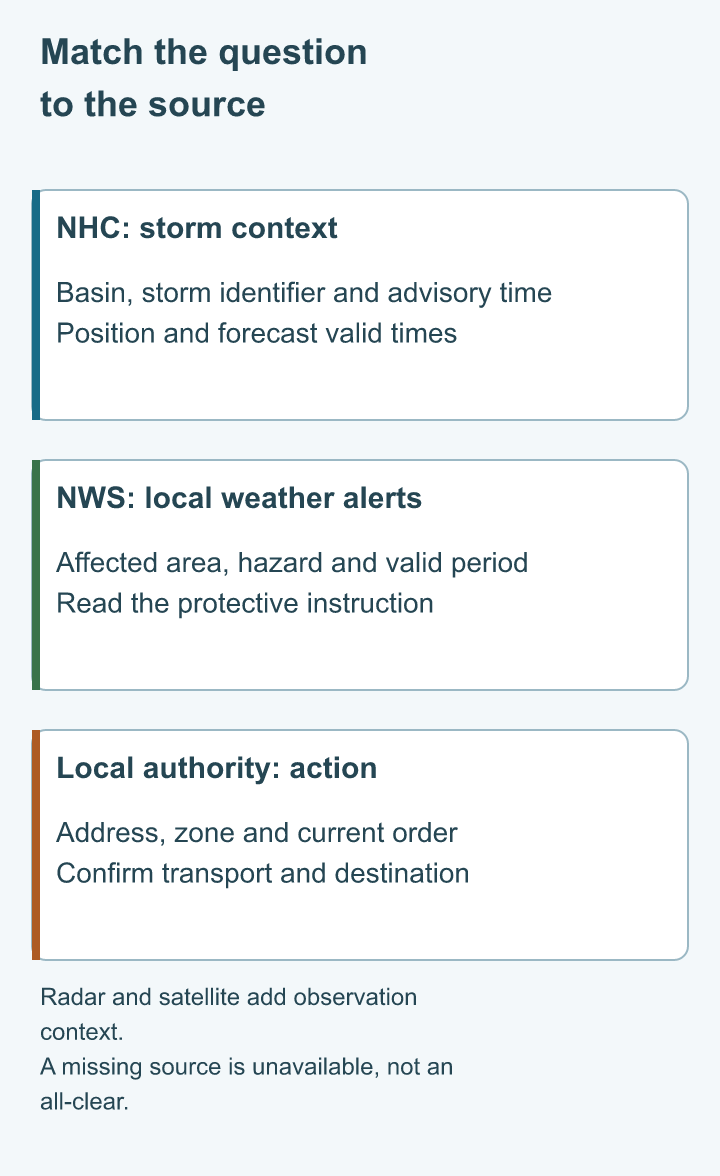 Match the question
to the source
NHC: storm context
Basin, storm identifier and advisory time
Position and forecast valid times
NWS: local weather alerts
Affected area, hazard and valid period
Read the protective instruction
Local authority: action
Address, zone and current order
Confirm transport and destination
Radar and satellite add observation
context.
A missing source is unavailable, not an
all-clear.